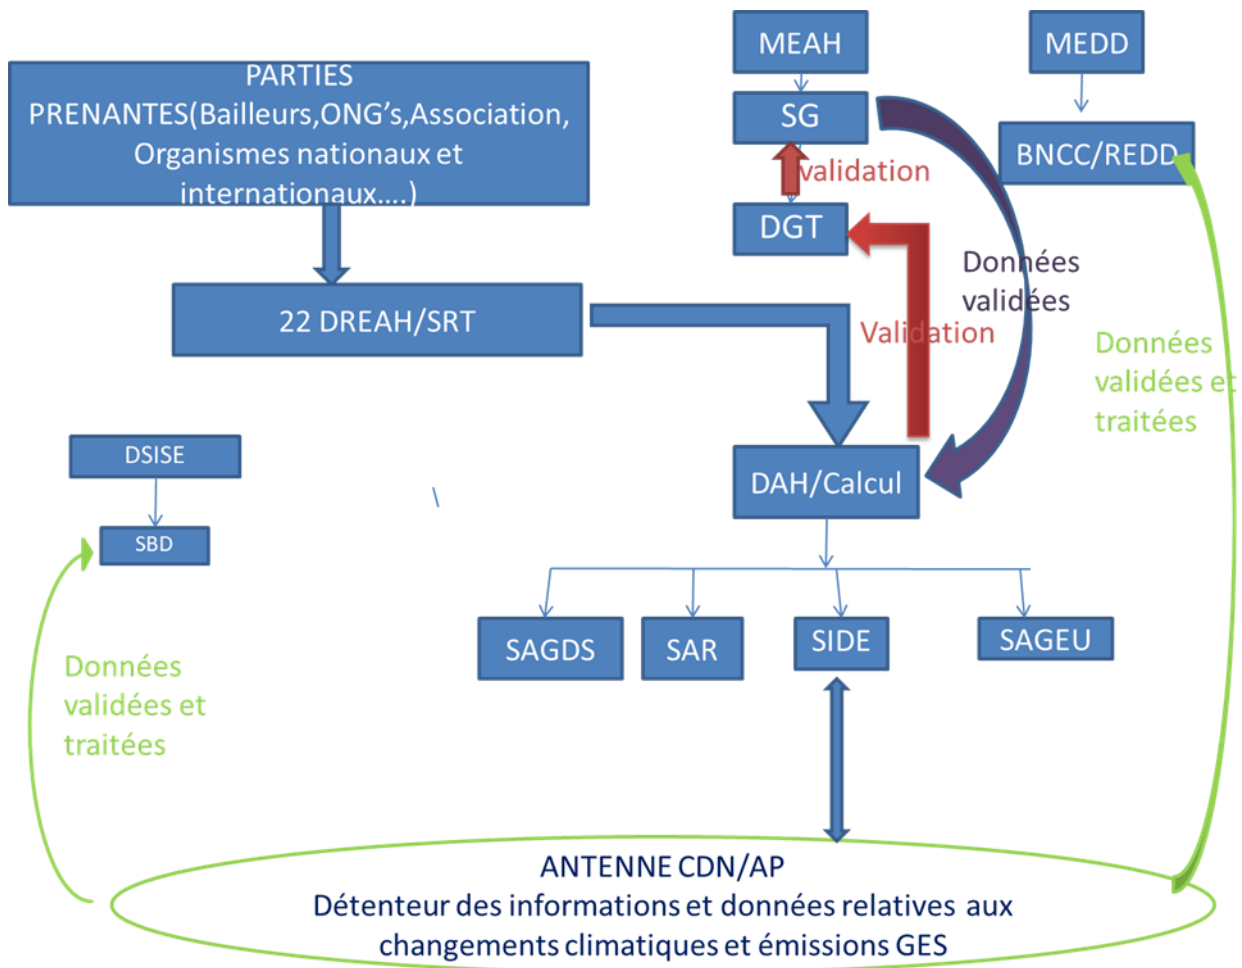 MEAH
MEDD
PARTIES
PRENANTES(Bailleurs,ONG's,Association,
Organismes nationaux et
internationaux....)
SG
BNCC/REDD
validation
DGT
Données
validées
22 DREAH/SRT
Validation
Données
validées et
traitées
DSISE
DAH/Calcul
SBD
SAGDS
SAR
SIDE
SAGEU
Données
validées et
traitées
ANTENNE CDN/AP
Détenteur des informations et données relatives aux
changements climatiques et émissions GES